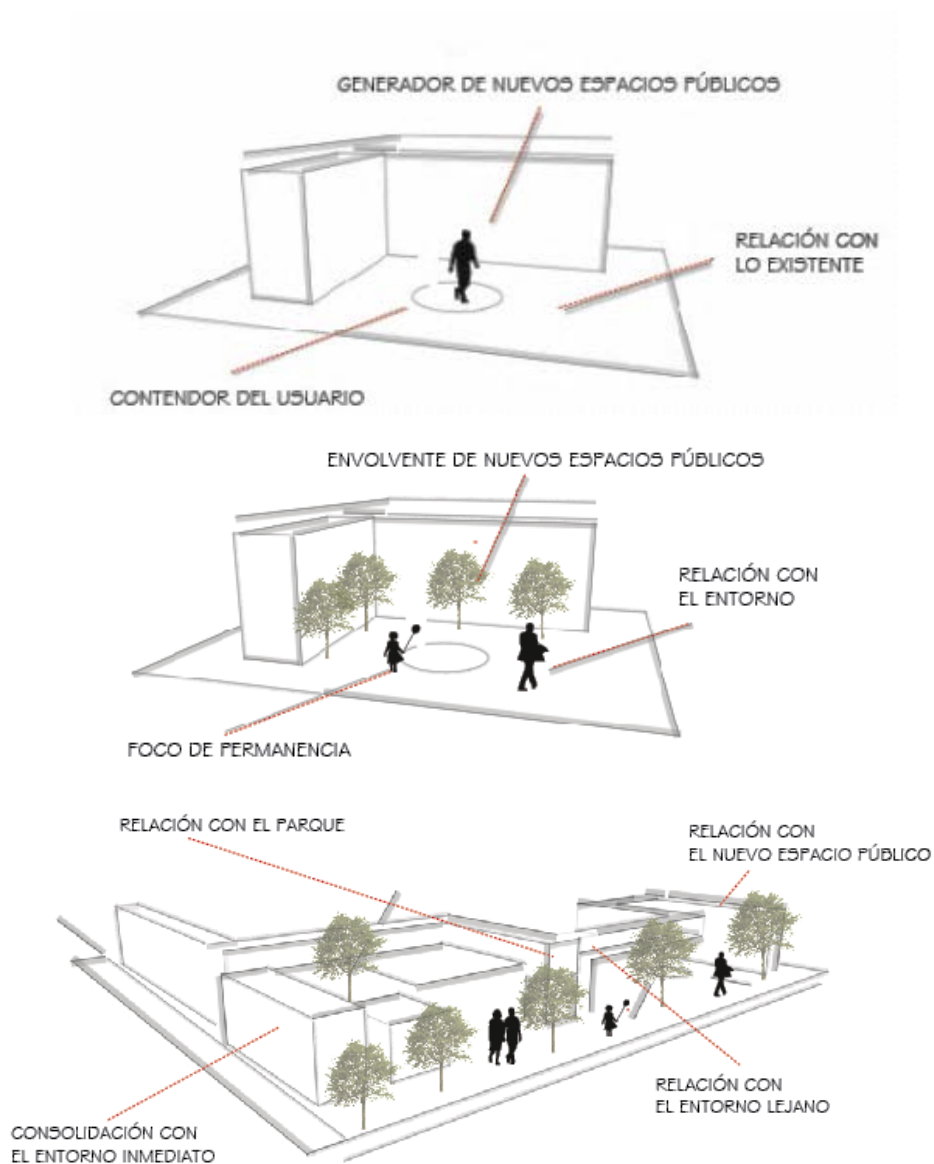 GENERADOR DE NUEVOS ESPACIOS PÚBLICOS
RELACIÓN CON
LO EXISTENTE
CONTENDOR DEL USUARIO
ENVOLVENTE DE NUEVOS ESPACIOS PÚBLICOS
RELACIÓN CON
EL ENTORNO
FOCO DE PERMANENCIA
RELACIÓN CON EL PARQUE
RELACIÓN CON
EL NUEVO ESPACIO PÚBLICO
RELACIÓN CON
EL ENTORNO LEJANO
CONSOLIDACIÓN CON
EL ENTORNO INMEDIATO